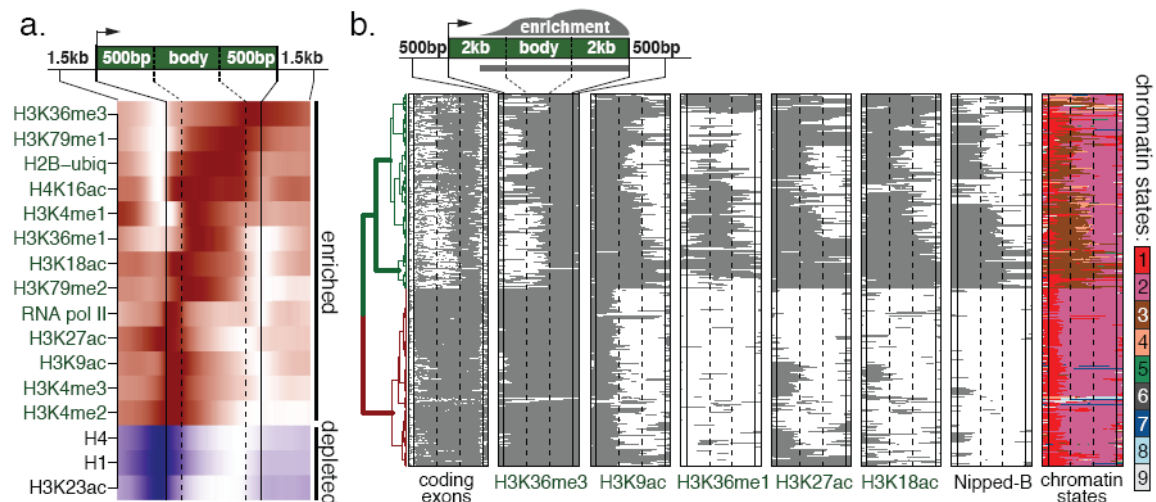 a.
1.5kb 500bp body 500bp 1.5kb
H3K36me3
H3K79me1
H2B-ubiq
H4K16ac
H3K4me1
H3K36me1
H3K18ac
H3K79me2
RNA pol II
H3K27ac
H3K9ac
H3K4me3
H3K4me2
H4
H1
H3K23ac
enriched
depleted
b.
enrichment
500bp 2kb body 2kb 500bp
coding
exons
H3K36me3
H3K9ac
H3K36me1
H3K27ac
H3K18ac
Nipped-B
chromatin
states
chromatin states:
1
2
3
4
5
6
7
8
9